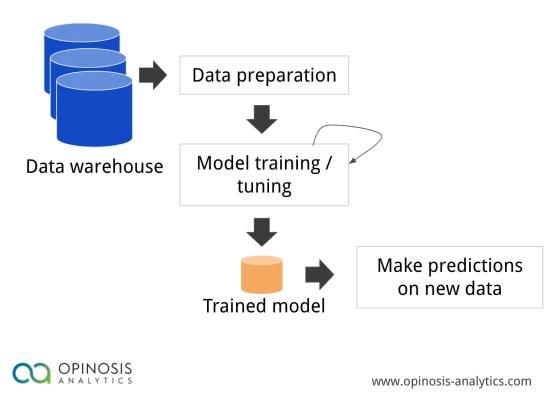 Data preparation
Data warehouse
Model training /
tuning
Trained model
Make predictions
on new data
OPINOSIS
ANALYTICS
www.opinosis-analytics.com